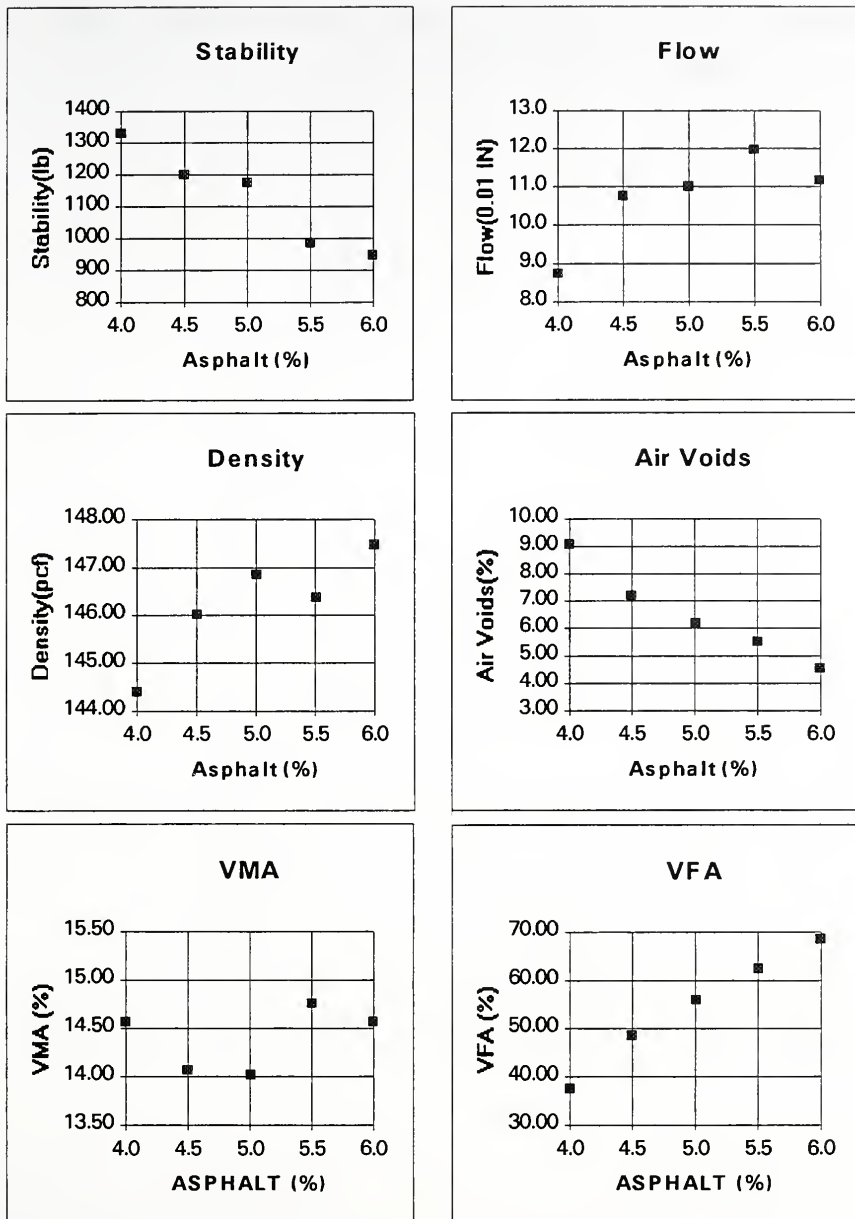 Stability
Stability(lb)
1400
1300
1200
1100
1000
900
800
4.0 4.5 5.0 5.5 6.0
Asphalt (%)
Flow
Flow(0.01 IN)
13.0
12.0
11.0
10.0
9.0
8.0
4.0 4.5 5.0 5.5 6.0
Asphalt (%)
Density
Density(pcf)
148.00
147.00
146.00
145.00
144.00
4.0 4.5 5.0 5.5 6.0
Asphalt (%)
Air Voids
Air Voids(%)
10.00
9.00
8.00
7.00
6.00
5.00
4.00
3.00
4.0 4.5 5.0 5.5 6.0
Asphalt (%)
VMA
VMA (%)
15.50
15.00
14.50
14.00
13.50
4.0 4.5 5.0 5.5 6.0
ASPHALT (%)
VFA
VFA (%)
70.00
60.00
50.00
40.00
30.00
4.0 4.5 5.0 5.5 6.0
ASPHALT (%)